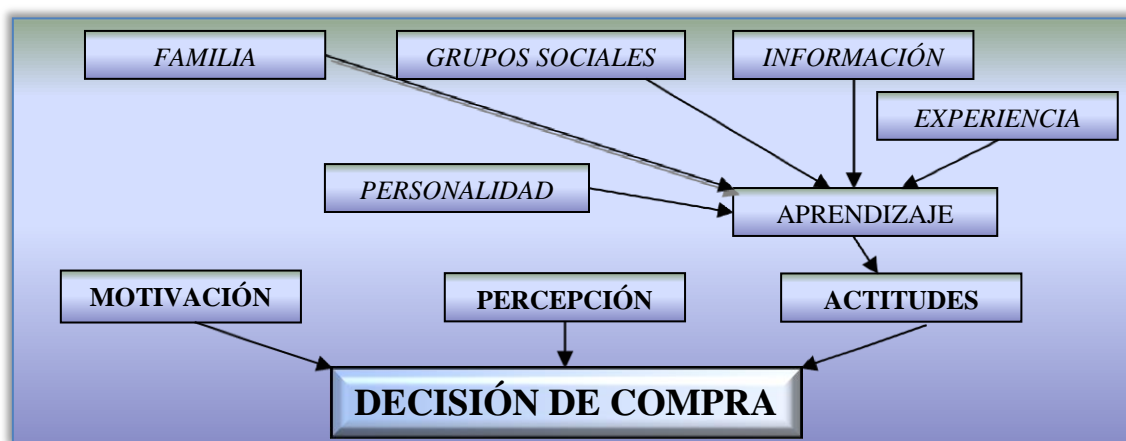 FAMILIA
GRUPOS SOCIALES
INFORMACIÓN
EXPERIENCIA
PERSONALIDAD
APRENDIZAJE
MOTIVACIÓN
PERCEPCIÓN
ACTITUDES
DECISIÓN DE COMPRA